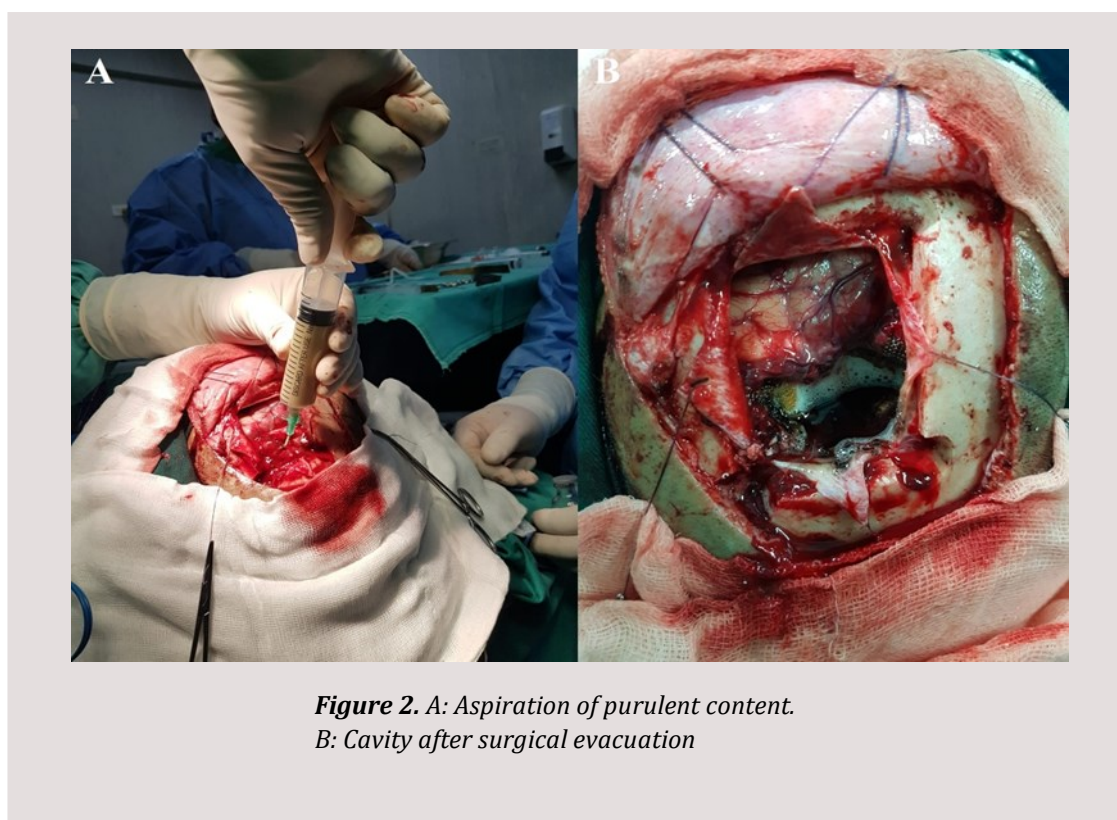 A
B
Figure 2. A: Aspiration of purulent content.
B: Cavity after surgical evacuation